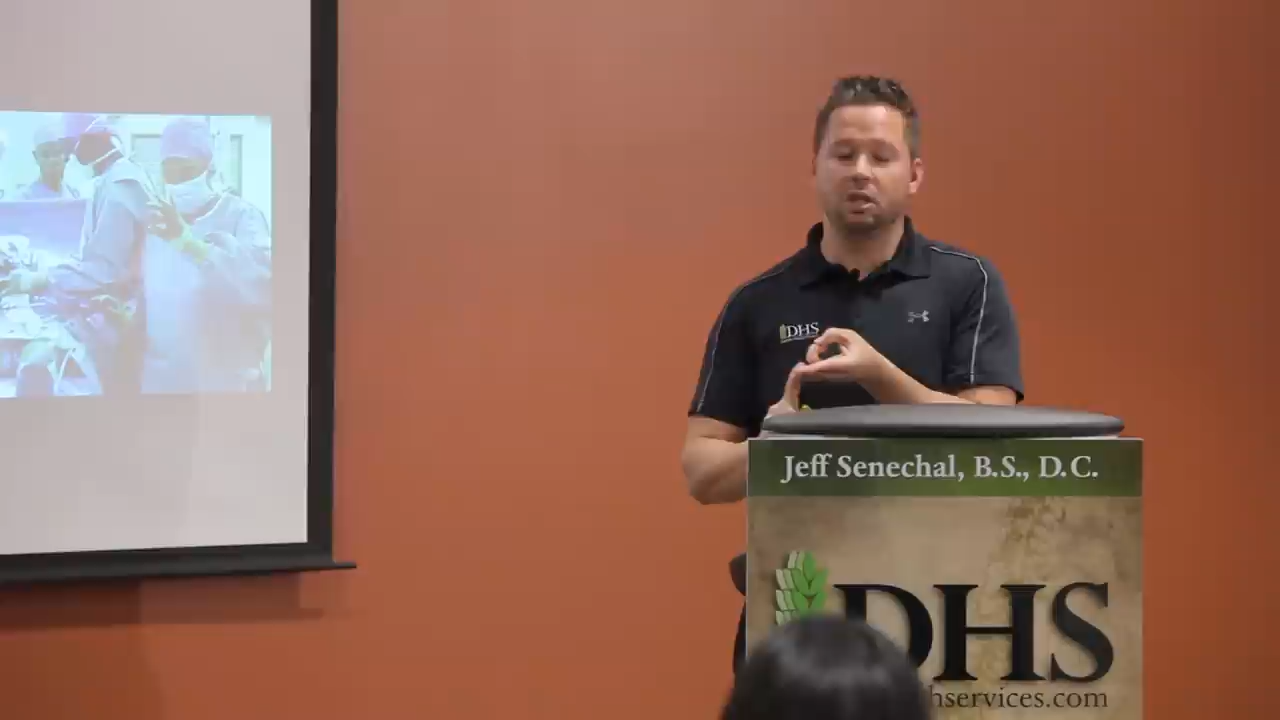 DHS
Jeff Senechal, B.S., D.C.
DHS
hservices.com